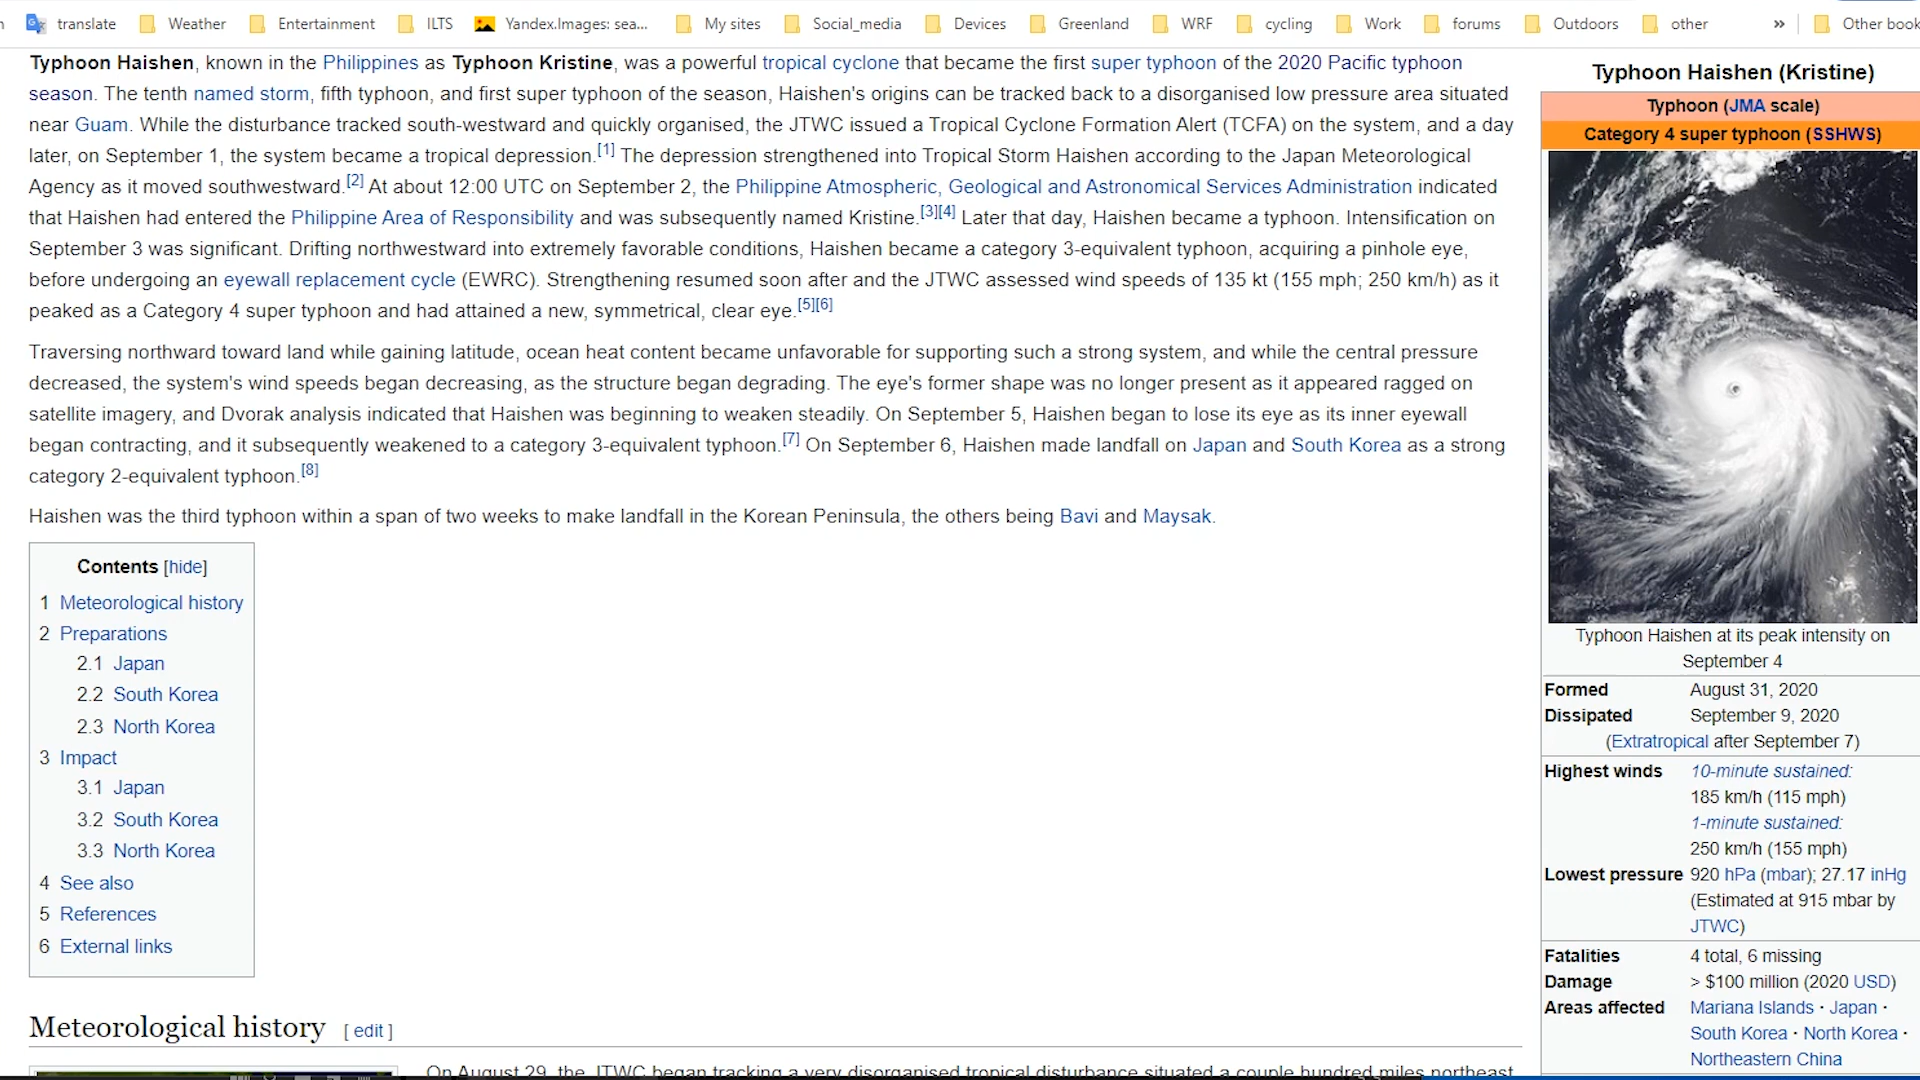 translate Weather Entertainment ILTS Yandex.Images: sea... My sites Social_media Devices Greenland WRF cycling Work forums Outdoors other » Other book
Typhoon Haishen, known in the Philippines as Typhoon Kristine, was a powerful tropical cyclone that became the first super typhoon of the 2020 Pacific typhoon
season. The tenth named storm, fifth typhoon, and first super typhoon of the season, Haishen's origins can be tracked back to a disorganised low pressure area situated
near Guam. While the disturbance tracked south-westward and quickly organised, the JTWC issued a Tropical Cyclone Formation Alert (TCFA) on the system, and a day
later, on September 1, the system became a tropical depression.[1] The depression strengthened into Tropical Storm Haishen according to the Japan Meteorological
Agency as it moved southwestward.[2] At about 12:00 UTC on September 2, the Philippine Atmospheric, Geological and Astronomical Services Administration indicated
that Haishen had entered the Philippine Area of Responsibility and was subsequently named Kristine.[3][4] Later that day, Haishen became a typhoon. Intensification on
September 3 was significant. Drifting northwestward into extremely favorable conditions, Haishen became a category 3-equivalent typhoon, acquiring a pinhole eye,
before undergoing an eyewall replacement cycle (EWRC). Strengthening resumed soon after and the JTWC assessed wind speeds of 135 kt (155 mph; 250 km/h) as it
peaked as a Category 4 super typhoon and had attained a new, symmetrical, clear eye.[5][6]
Traversing northward toward land while gaining latitude, ocean heat content became unfavorable for supporting such a strong system, and while the central pressure
decreased, the system's wind speeds began decreasing, as the structure began degrading. The eye's former shape was no longer present as it appeared ragged on
satellite imagery, and Dvorak analysis indicated that Haishen was beginning to weaken steadily. On September 5, Haishen began to lose its eye as its inner eyewall
began contracting, and it subsequently weakened to a category 3-equivalent typhoon.[7] On September 6, Haishen made landfall on Japan and South Korea as a strong
category 2-equivalent typhoon.[8]
Haishen was the third typhoon within a span of two weeks to make landfall in the Korean Peninsula, the others being Bavi and Maysak.
Contents [hide]
1 Meteorological history
2 Preparations
2.1 Japan
2.2 South Korea
2.3 North Korea
3 Impact
3.1 Japan
3.2 South Korea
3.3 North Korea
4 See also
5 References
6 External links
Meteorological history [ edit ]
On August 29, the JTWC began tracking a very disorganised tropical disturbance situated a couple hundred miles northeast
Typhoon Haishen (Kristine)
Typhoon (JMA scale)
Category 4 super typhoon (SSHWS)
Typhoon Haishen at its peak intensity on
September 4
Formed August 31, 2020
Dissipated September 9, 2020
(Extratropical after September 7)
Highest winds 10-minute sustained:
185 km/h (115 mph)
1-minute sustained:
250 km/h (155 mph)
Lowest pressure 920 hPa (mbar); 27.17 inHg
(Estimated at 915 mbar by
JTWC)
Fatalities 4 total, 6 missing
Damage > $100 million (2020 USD)
Areas affected Mariana Islands · Japan ·
South Korea · North Korea ·
Northeastern China